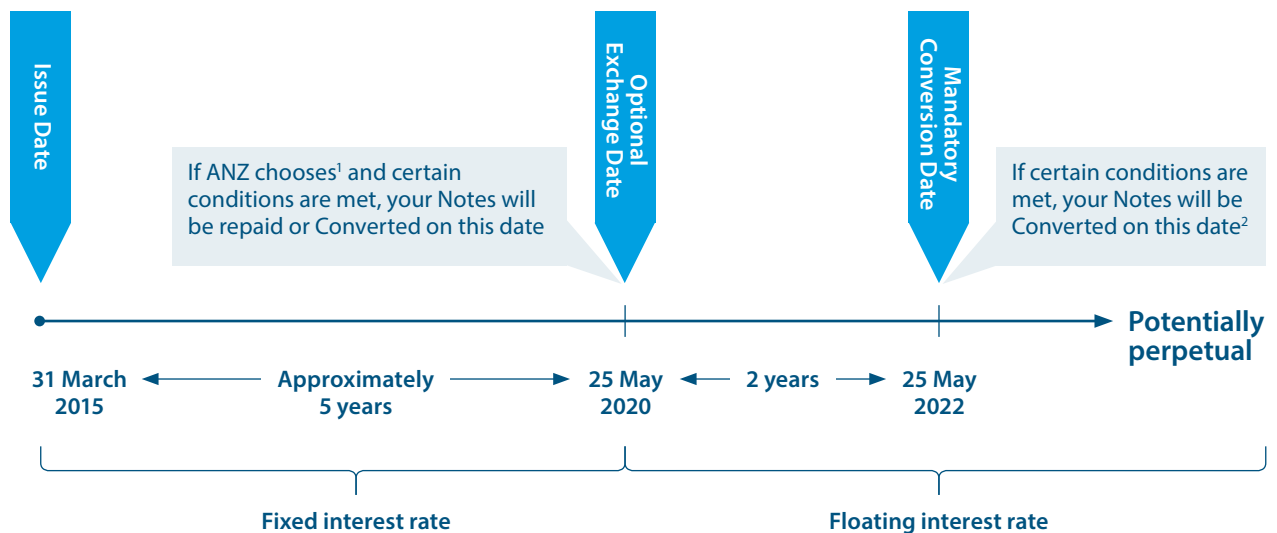 Issue Date
Optional
Exchange Date
Mandatory
Conversion Date
If ANZ chooses¹ and certain
conditions are met, your Notes will
be repaid or Converted on this date
If certain conditions are
met, your Notes will be
Converted on this date²
Potentially
perpetual
31 March
2015
Approximately
5 years
25 May
2020
2 years
25 May
2022
Fixed interest rate
Floating interest rate